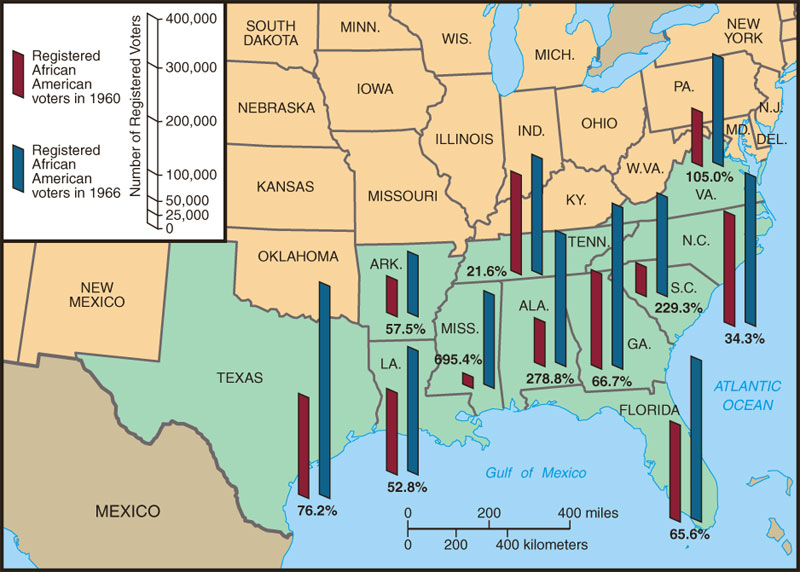 Registered
African
American
voters in 1960
Registered
African
American
voters in 1966
Number of Registered Voters
400,000
300,000
200,000
100,000
50,000
25,000
0
SOUTH
DAKOTA
MINN.
WIS.
MICH.
NEW
YORK
NEBRASKA
IOWA
ILLINOIS
IND.
OHIO
PA.
N.J.
MD.
DEL.
KANSAS
MISSOURI
KY.
W.VA.
VA.
105.0%
NEW
MEXICO
OKLAHOMA
ARK.
57.5%
TENN.
21.6%
N.C.
34.3%
S.C.
229.3%
TEXAS
76.2%
LA.
52.8%
MISS.
695.4%
ALA.
278.8%
GA.
66.7%
FLORIDA
65.6%
ATLANTIC
OCEAN
Gulf of Mexico
MEXICO
0 200 400 miles
0 200 400 kilometers